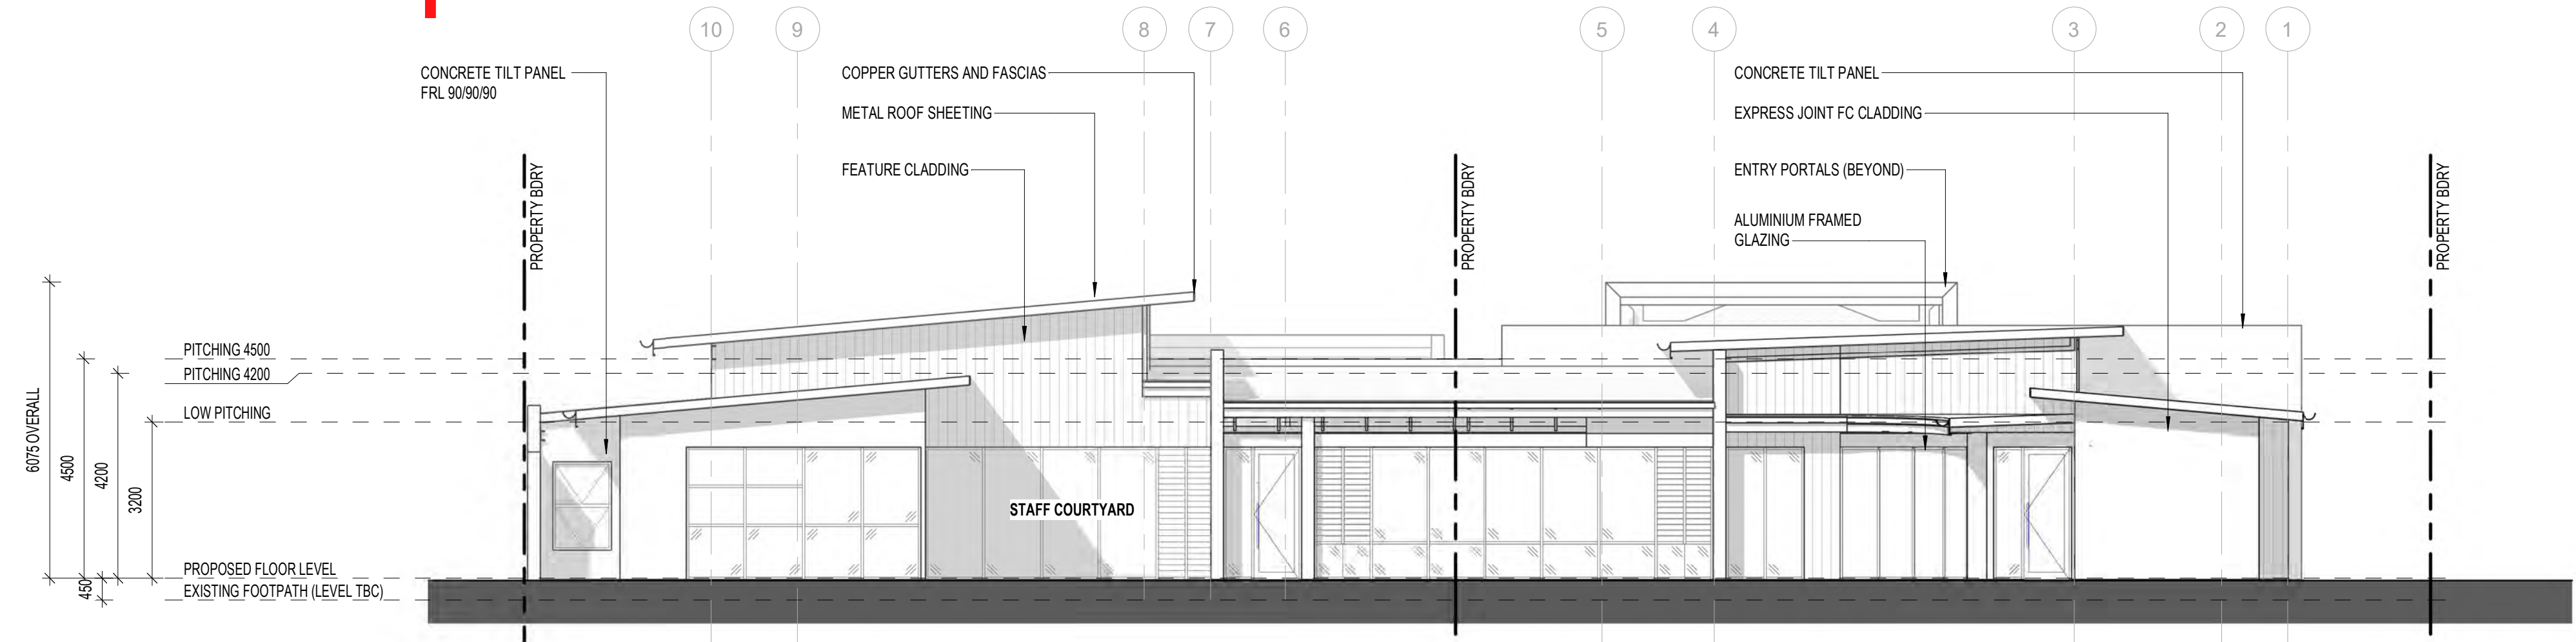 10
9
8
7
6
5
4
3
2
1
CONCRETE TILT PANEL
FRL 90/90/90
COPPER GUTTERS AND FASCIAS
METAL ROOF SHEETING
FEATURE CLADDING
CONCRETE TILT PANEL
EXPRESS JOINT FC CLADDING
ENTRY PORTALS (BEYOND)
ALUMINIUM FRAMED
GLAZING
PROPERTY BDRY
PROPERTY BDRY
PROPERTY BDRY
PITCHING 4500
PITCHING 4200
LOW PITCHING
6075 OVERALL
4500
4200
3200
STAFF COURTYARD
PROPOSED FLOOR LEVEL
450
EXISTING FOOTPATH (LEVEL TBC)